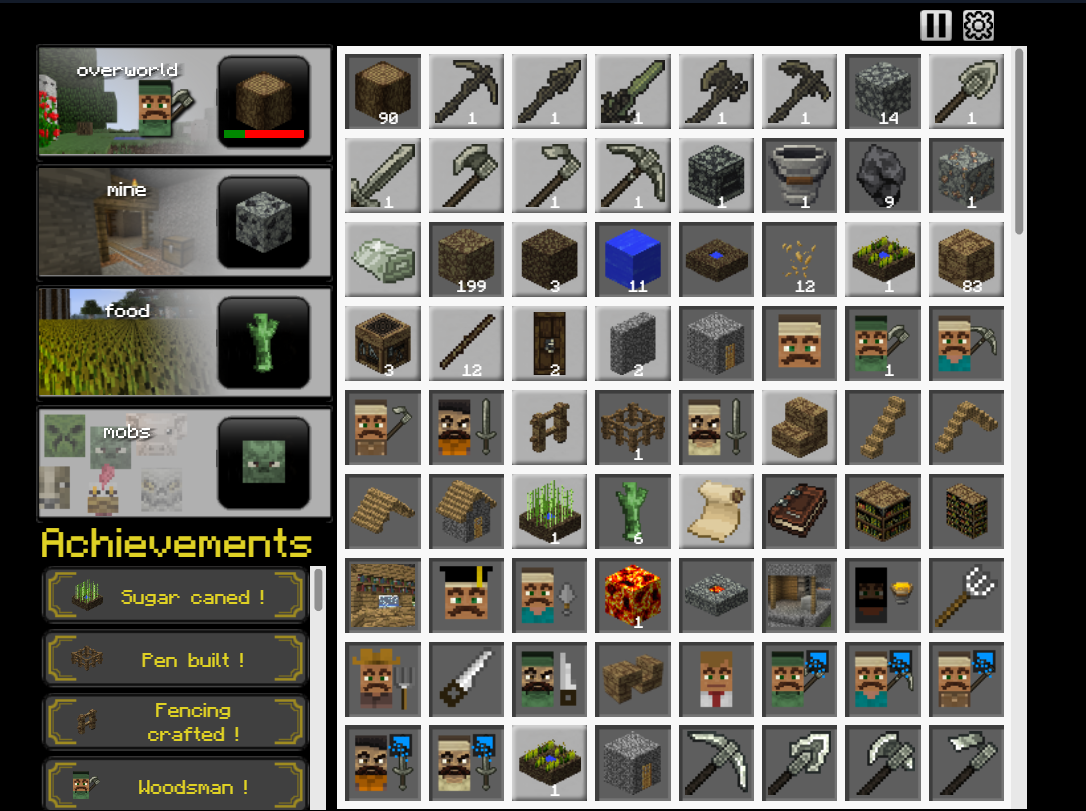 overworld
90 1 1 1 1 1 14 1
mine
1 1 1 1 1 1 9 1
199 3 11 12 1 83
food
3 12 2 2 1
mobs
1
Achievements
1 6
Sugar caned !
1
Pen built !
Fencing
crafted !
Woodsman !
1